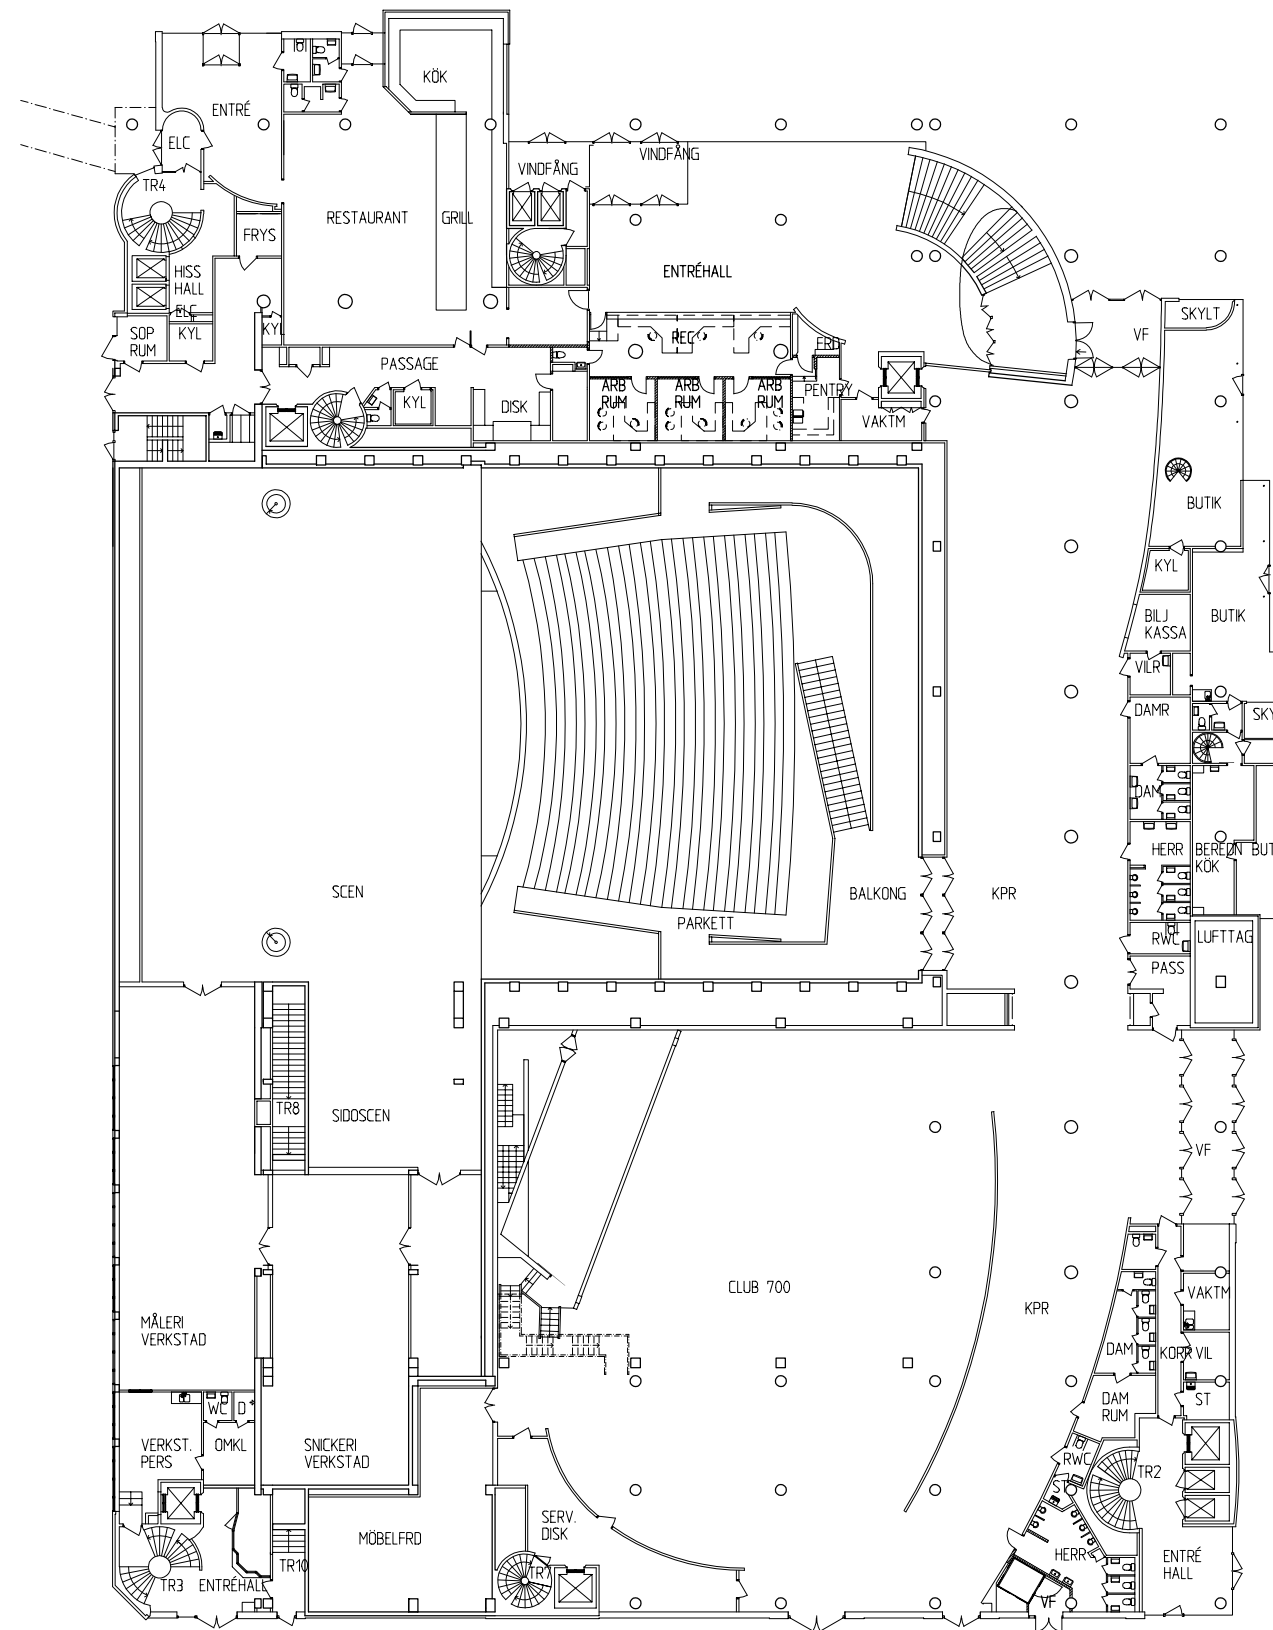 KÖK
ENTRÉ
ELC
VINDFÅNG
VINDFÅNG
TR4
RESTAURANT
GRILL
FRYS
ENTRÉHALL
HISS
HALL
ELC
SKYLT
SOP
RUM
KYL
KYL
REC
FRD
VF
PASSAGE
ARB
RUM
ARB
RUM
ARB
RUM
PENTRY
KYL
DISK
VAKTM
BUTIK
KYL
BILJ
KASSA
BUTIK
VILR
DAMR
SKY
DAM
HERR
BEREDN
KÖK
BUT
SCEN
BALKONG
KPR
PARKETT
RWC
LUFTTAG
PASS
TR8
SIDOSCEN
VF
CLUB 700
KPR
VAKTM
MÅLERI
VERKSTAD
DAM
KORR
VIL
DAM
RUM
ST
WC
D
VERKST.
PERS
OMKL
SNICKERI
VERKSTAD
RWC
TR2
ST
SERV.
DISK
MÖBELFRD
HERR
ENTRÉ
HALL
TR3
ENTRÉHALL
TR10
TR7
VF